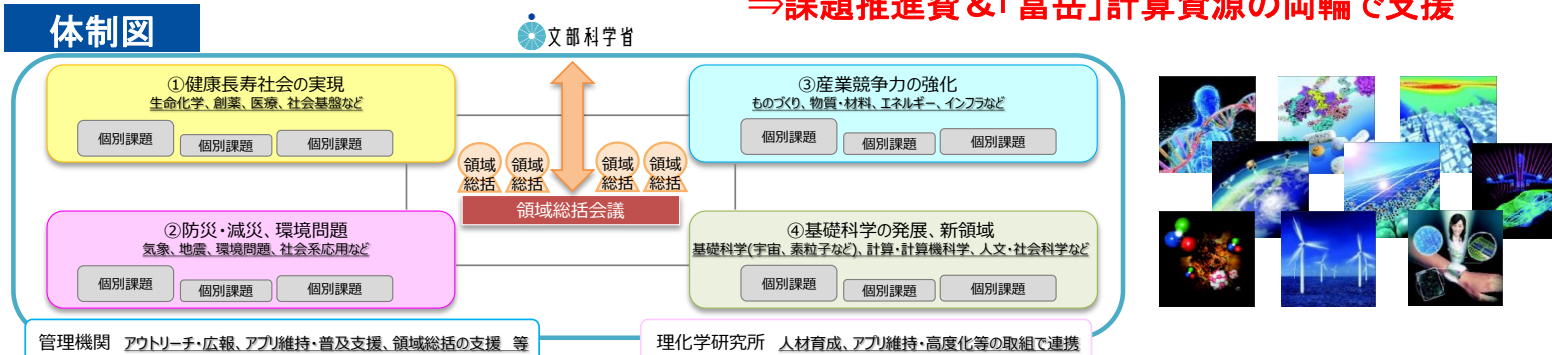 ⇒課題推進費&「富岳」計算資源の両輪で支援
体制図
文部科学省
①健康長寿社会の実現
生命化学、創薬、医療、社会基盤など
個別課題
個別課題
個別課題
③産業競争力の強化
ものづくり、物質・材料、エネルギー、インフラなど
個別課題
個別課題
個別課題
領域
総括
領域
総括
領域
総括
領域
総括
領域総括会議
②防災・減災、環境問題
気象、地震、環境問題、社会系応用など
個別課題
個別課題
個別課題
④基礎科学の発展、新領域
基礎科学(宇宙、素粒子など)、計算・計算機科学、人文・社会科学など
個別課題
個別課題
個別課題
管理機関 アウトリーチ・広報、アプリ維持・普及支援、領域総括の支援 等
理化学研究所 人材育成、アプリ維持・高度化等の取組で連携